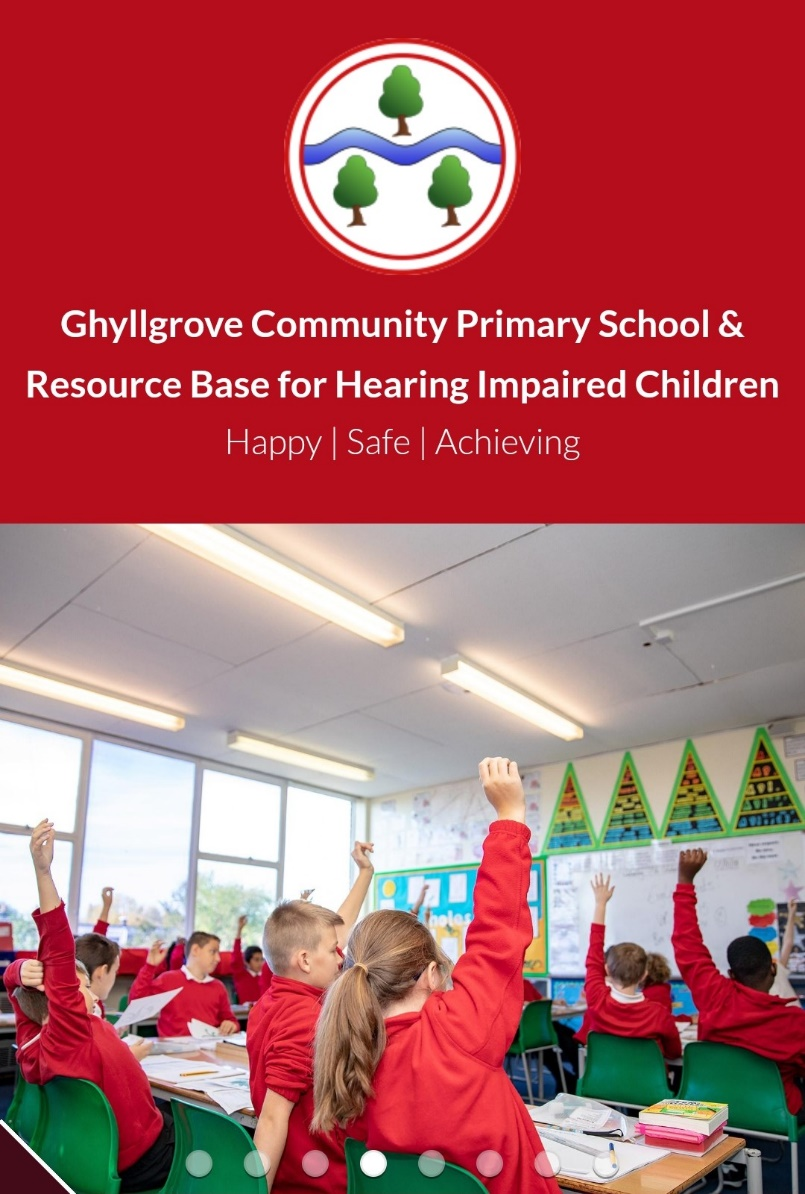 Ghyllgrove Community Primary School &
Resource Base for Hearing Impaired Children
Happy | Safe | Achieving